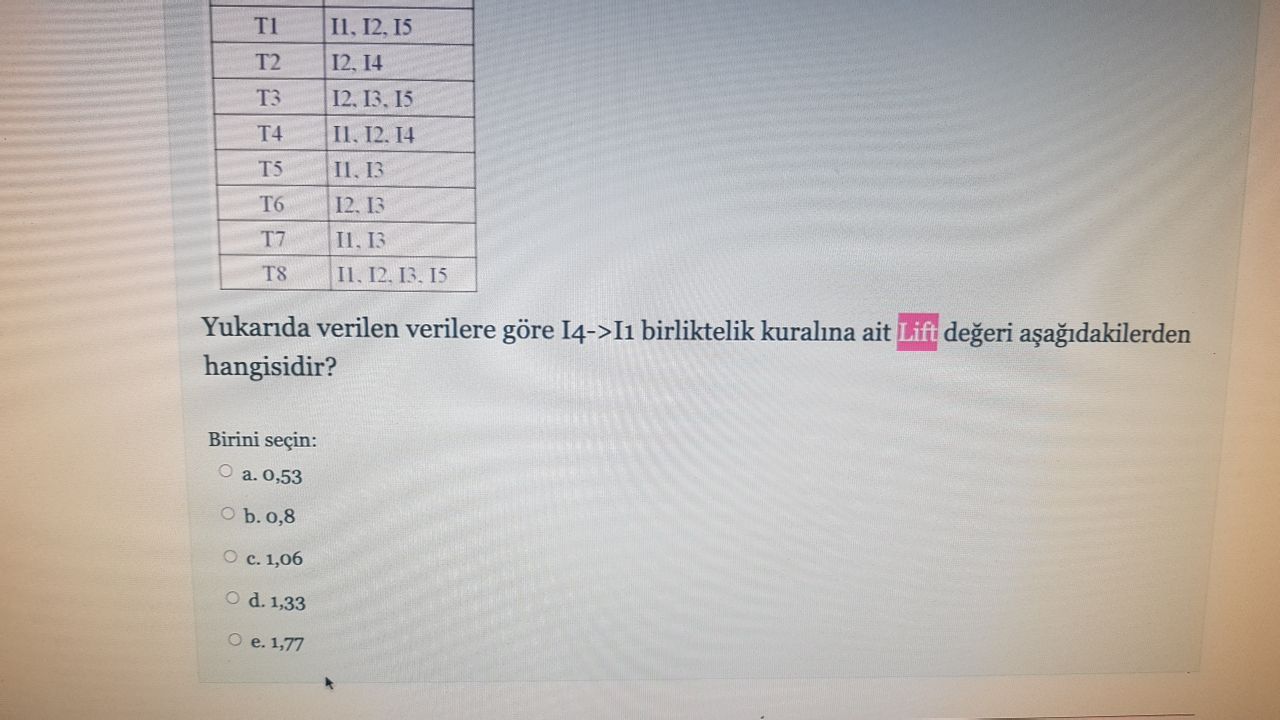 T1 I1, I2, I5
T2 I2, I4
T3 I2, I3, I5
T4 I1, I2, I4
T5 I1, I3
T6 I2, I3
T7 I1, I3
T8 I1, I2, I3, I5
Yukarıda verilen verilere göre I4->I1 birliktelik kuralına ait Lift değeri aşağıdakilerden
hangisidir?
Birini seçin:
a. 0,53
b. 0,8
c. 1,06
d. 1,33
e. 1,77